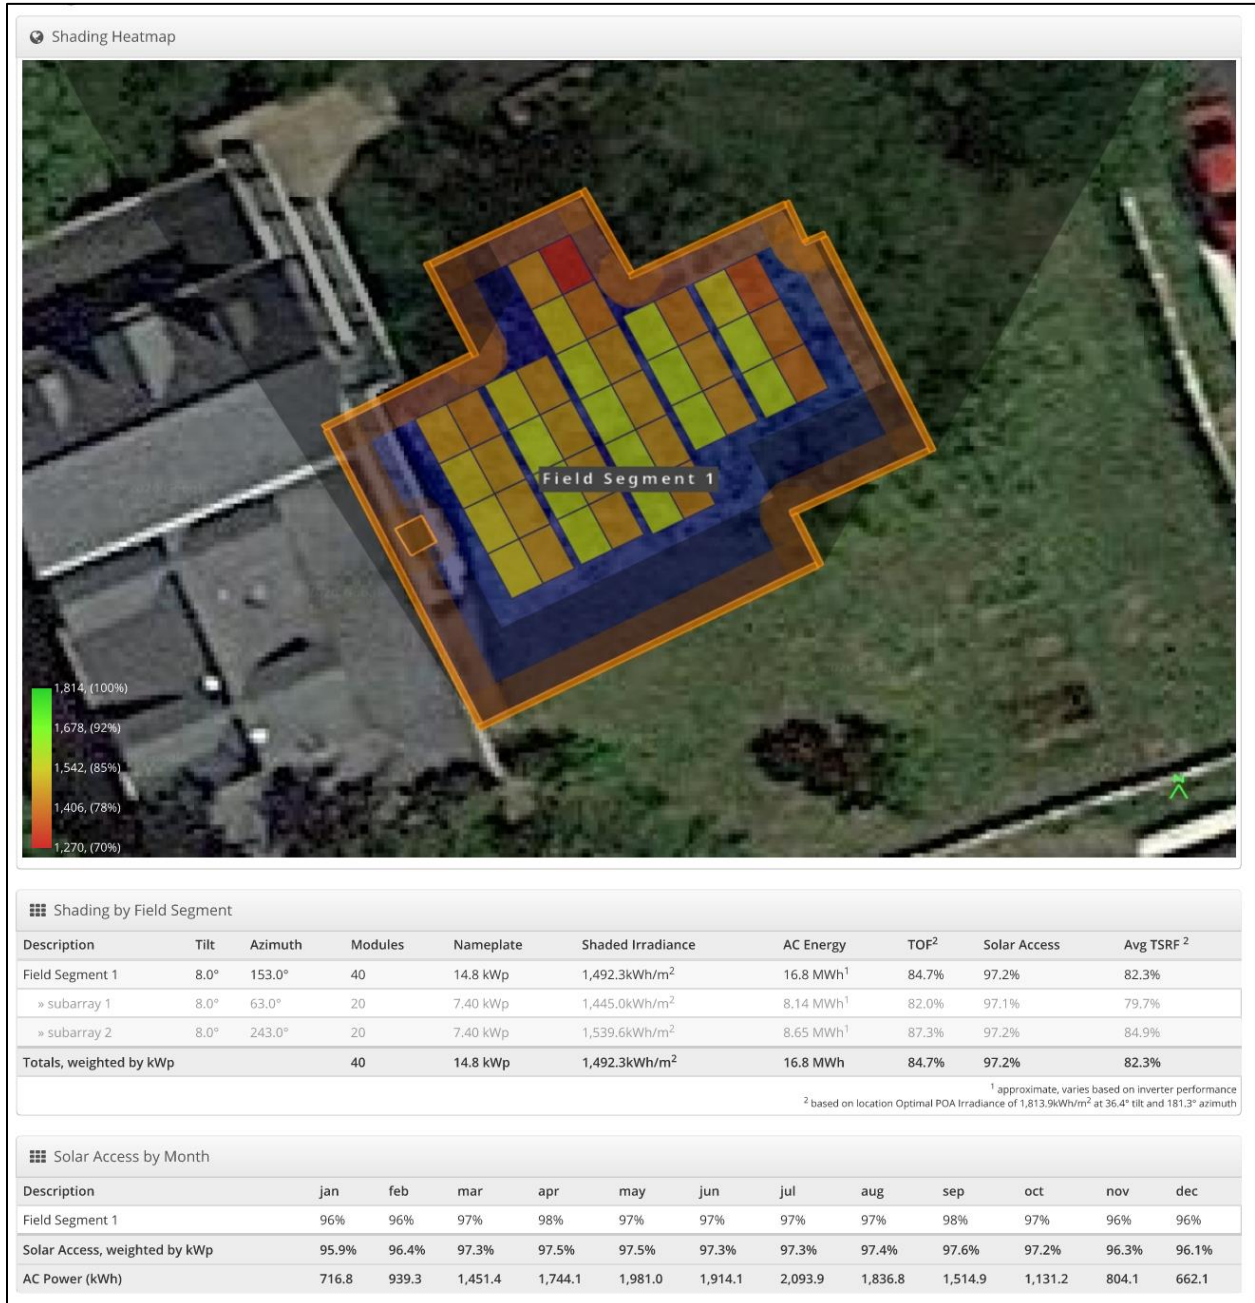 Shading Heatmap
Field Segment 1
1,814, (100%)
1,678, (92%)
1,542, (85%)
1,406, (78%)
1,270, (70%)
N
Shading by Field Segment
Description Tilt Azimuth Modules Nameplate Shaded Irradiance AC Energy TOF² Solar Access Avg TSRF ²
Field Segment 1 8.0° 153.0° 40 14.8 kWp 1,492.3kWh/m² 16.8 MWh¹ 84.7% 97.2% 82.3%
» subarray 1 8.0° 63.0° 20 7.40 kWp 1,445.0kWh/m² 8.14 MWh¹ 82.0% 97.1% 79.7%
» subarray 2 8.0° 243.0° 20 7.40 kWp 1,539.6kWh/m² 8.65 MWh¹ 87.3% 97.2% 84.9%
Totals, weighted by kWp 40 14.8 kWp 1,492.3kWh/m² 16.8 MWh 84.7% 97.2% 82.3%
¹ approximate, varies based on inverter performance
² based on location Optimal POA Irradiance of 1,813.9kWh/m² at 36.4° tilt and 181.3° azimuth
Solar Access by Month
Description jan feb mar apr may jun jul aug sep oct nov dec
Field Segment 1 96% 96% 97% 98% 97% 97% 97% 97% 98% 97% 96% 96%
Solar Access, weighted by kWp 95.9% 96.4% 97.3% 97.5% 97.5% 97.3% 97.3% 97.4% 97.6% 97.2% 96.3% 96.1%
AC Power (kWh) 716.8 939.3 1,451.4 1,744.1 1,981.0 1,914.1 2,093.9 1,836.8 1,514.9 1,131.2 804.1 662.1